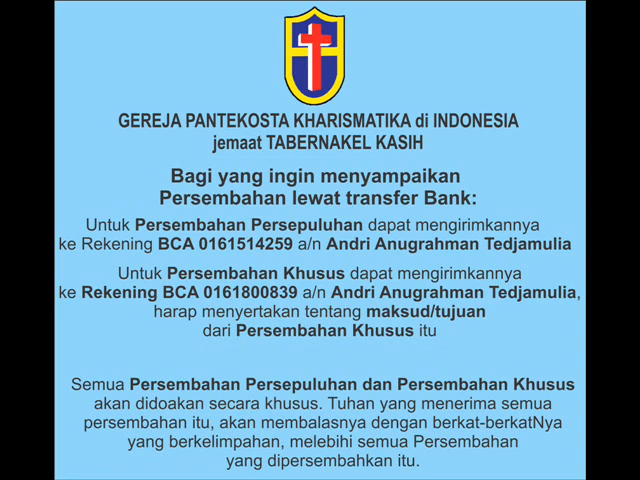 GEREJA PANTEKOSTA KHARISMATIKA di INDONESIA
jemaat TABERNAKEL KASIH
Bagi yang ingin menyampaikan
Persembahan lewat transfer Bank:
Untuk Persembahan Persepuluhan dapat mengirimkannya
ke Rekening BCA 0161514259 a/n Andri Anugrahman Tedjamulia
Untuk Persembahan Khusus dapat mengirimkannya
ke Rekening BCA 0161800839 a/n Andri Anugrahman Tedjamulia,
harap menyertakan tentang maksud/tujuan
dari Persembahan Khusus itu
Semua Persembahan Persepuluhan dan Persembahan Khusus
akan didoakan secara khusus. Tuhan yang menerima semua
persembahan itu, akan membalasnya dengan berkat-berkatNya
yang berkelimpahan, melebihi semua Persembahan
yang dipersembahkan itu.